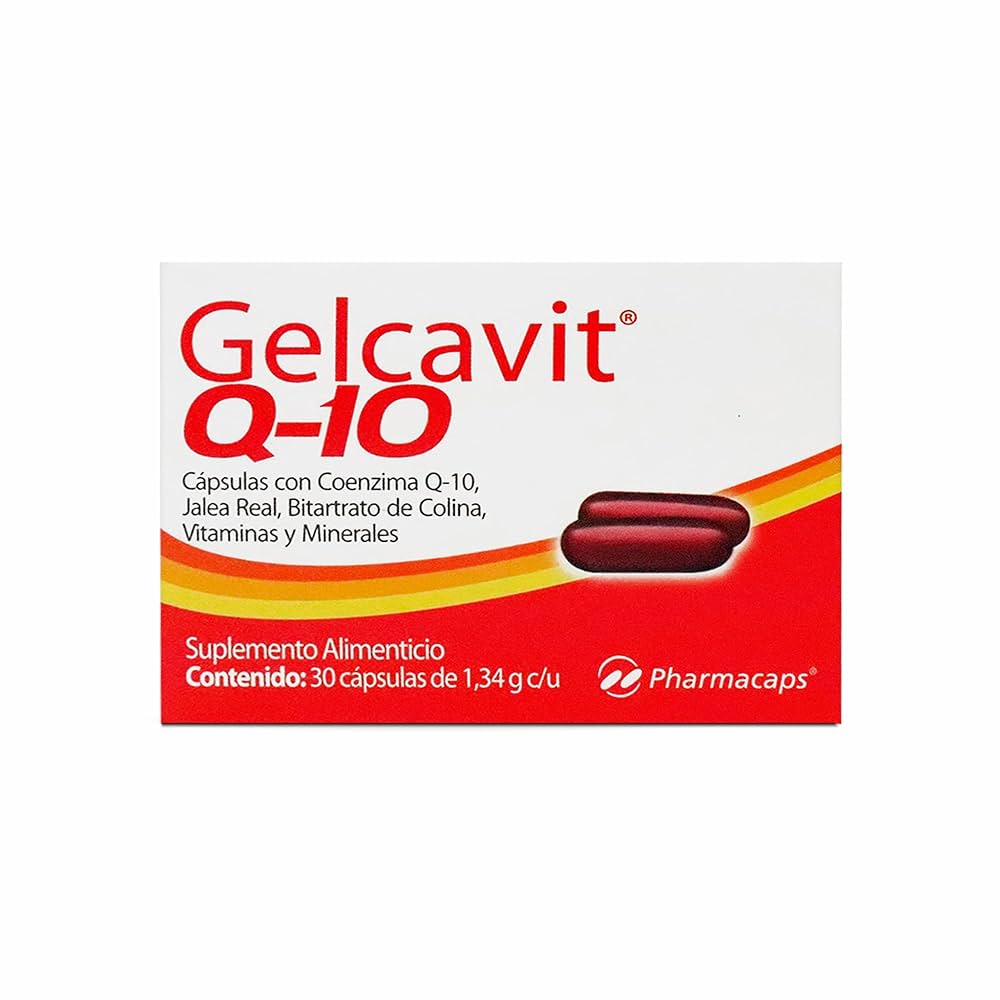 Gelcavit®
Q-10
Cápsulas con Coenzima Q-10,
Jalea Real, Bitartrato de Colina,
Vitaminas y Minerales
Suplemento Alimenticio
Contenido: 30 cápsulas de 1,34 g c/u
Pharmacaps®